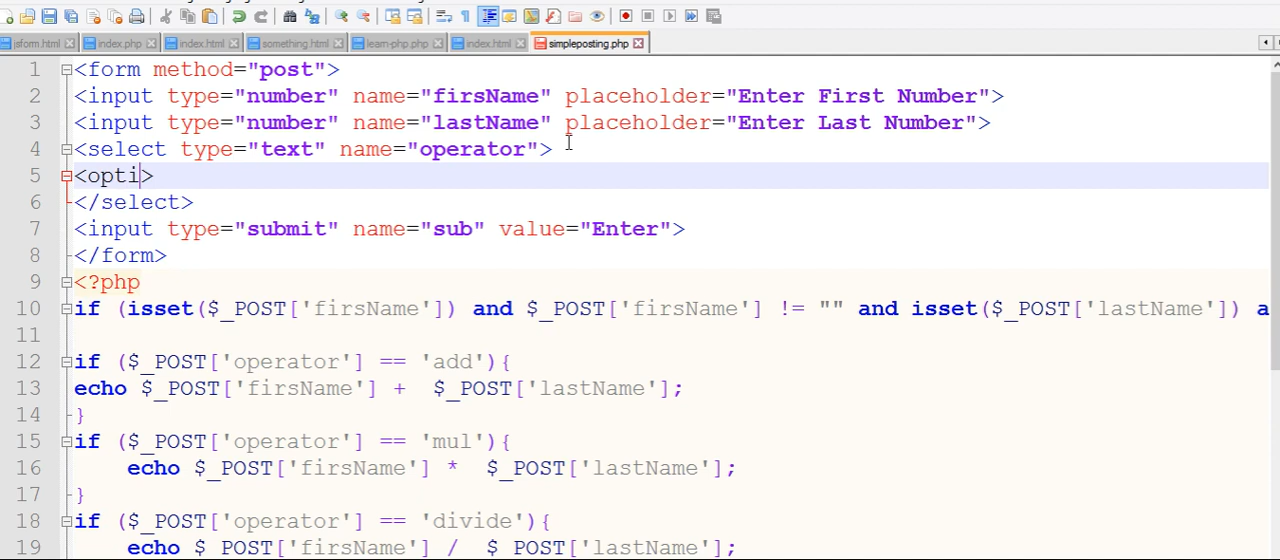 jsform.html index.php index.html something.html learn-php.php index.html simpleposting.php
1 <form method="post">
2 <input type="number" name="firsName" placeholder="Enter First Number">
3 <input type="number" name="lastName" placeholder="Enter Last Number">
4 <select type="text" name="operator">
5 <opti>
6 </select>
7 <input type="submit" name="sub" value="Enter">
8 </form>
9 <?php
10 if (isset($_POST['firsName']) and $_POST['firsName'] != "" and isset($_POST['lastName']) a
11
12 if ($_POST['operator'] == 'add'){
13 echo $_POST['firsName'] + $_POST['lastName'];
14 }
15 if ($_POST['operator'] == 'mul'){
16 echo $_POST['firsName'] * $_POST['lastName'];
17 }
18 if ($_POST['operator'] == 'divide'){
19 echo $_POST['firsName'] / $_POST['lastName'];